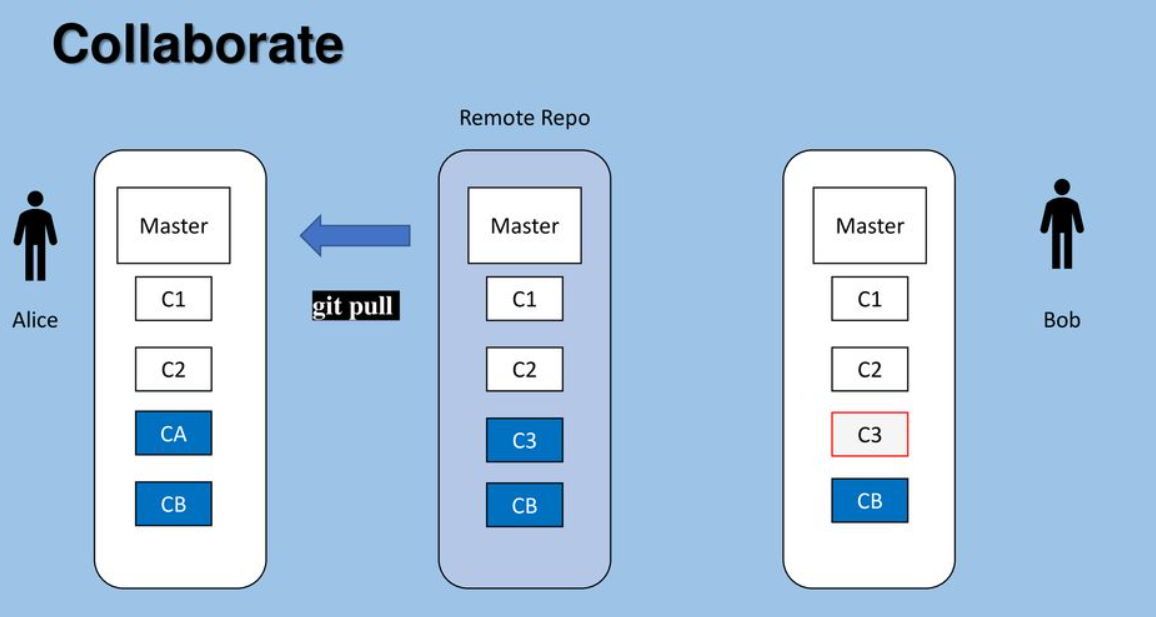 Collaborate
Remote Repo
Master
C1
C2
CA
CB
Alice
git pull
Master
C1
C2
C3
CB
Master
C1
C2
C3
CB
Bob